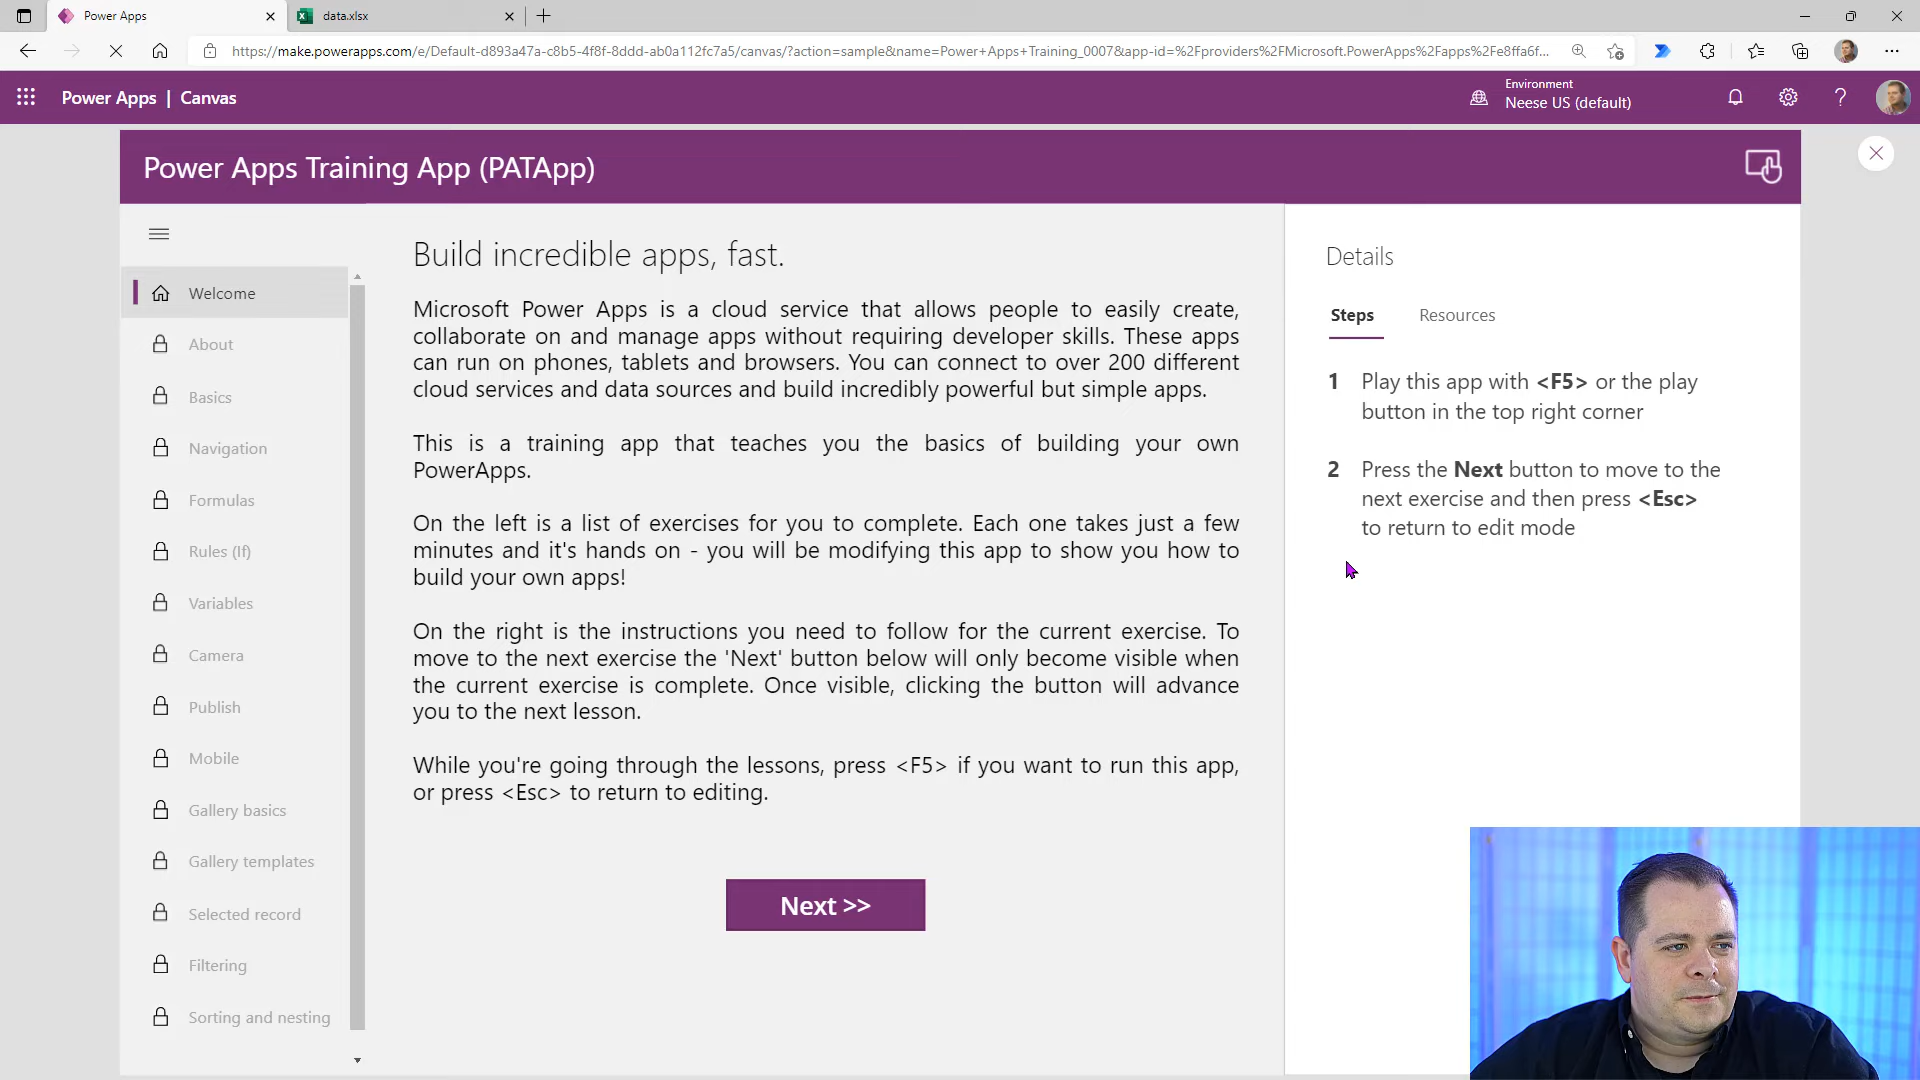 Power Apps
data.xlsx
https://make.powerapps.com/e/Default-d893a47a-c8b5-4f8f-8ddd-ab0a112fc7a5/canvas/?action=sample&name=Power+Apps+Training_0007&app-id=%2Fproviders%2FMicrosoft.PowerApps%2Fapps%2Fe8ffa6f...
Power Apps | Canvas
Environment
Neese US (default)
Power Apps Training App (PATApp)
Welcome
About
Basics
Navigation
Formulas
Rules (If)
Variables
Camera
Publish
Mobile
Gallery basics
Gallery templates
Selected record
Filtering
Sorting and nesting
Build incredible apps, fast.
Microsoft Power Apps is a cloud service that allows people to easily create,
collaborate on and manage apps without requiring developer skills. These apps
can run on phones, tablets and browsers. You can connect to over 200 different
cloud services and data sources and build incredibly powerful but simple apps.
This is a training app that teaches you the basics of building your own
PowerApps.
On the left is a list of exercises for you to complete. Each one takes just a few
minutes and it's hands on - you will be modifying this app to show you how to
build your own apps!
On the right is the instructions you need to follow for the current exercise. To
move to the next exercise the 'Next' button below will only become visible when
the current exercise is complete. Once visible, clicking the button will advance
you to the next lesson.
While you're going through the lessons, press <F5> if you want to run this app,
or press <Esc> to return to editing.
Next >>
Details
Steps Resources
1 Play this app with <F5> or the play
button in the top right corner
2 Press the Next button to move to the
next exercise and then press <Esc>
to return to edit mode